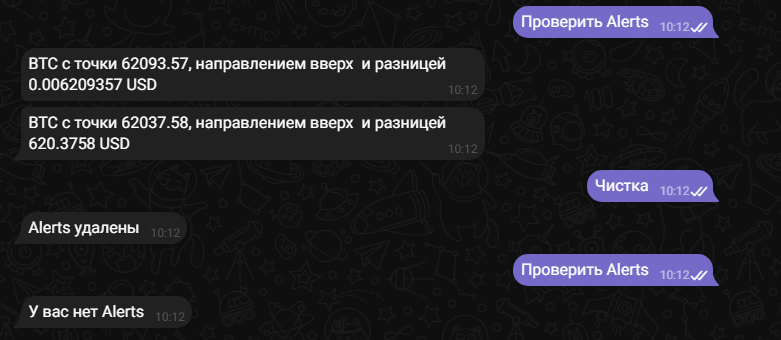 Проверить Alerts 10:12
BTC с точки 62093.57, направлением вверх  и разницей
0.006209357 USD
10:12
BTC с точки 62037.58, направлением вверх  и разницей
620.3758 USD
10:12
Чистка 10:12
Alerts удалены 10:12
Проверить Alerts 10:12
У вас нет Alerts 10:12